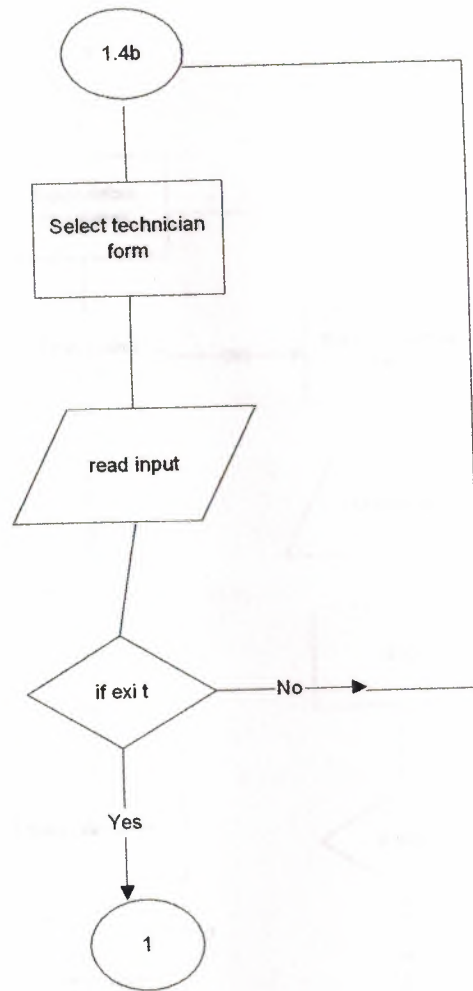 1.4b
Select technician
form
read input
if exi t
No
Yes
1